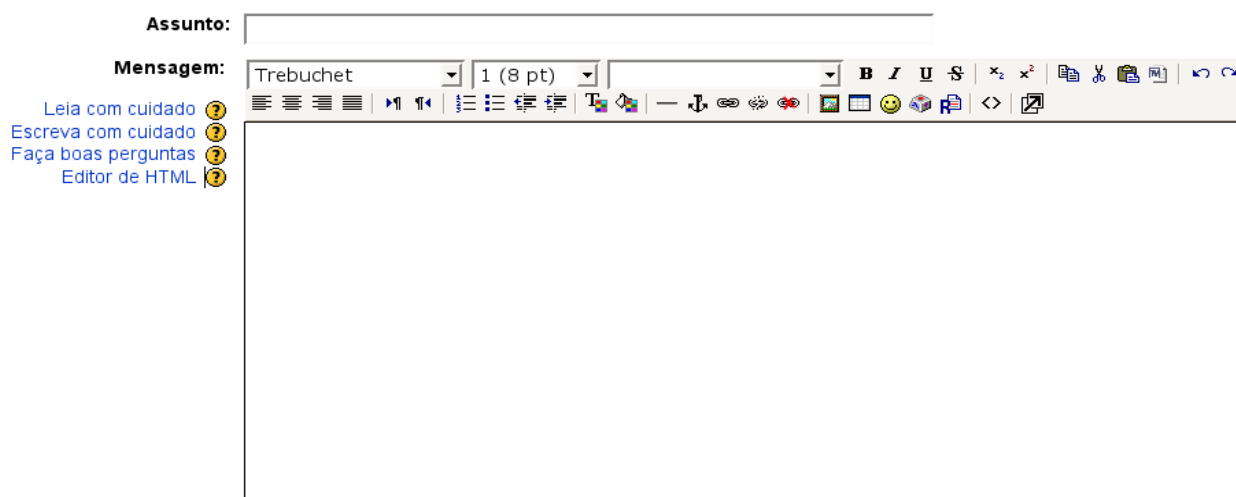 Assunto:
Mensagem:
Trebuchet 1 (8 pt) B I U S
Leia com cuidado
Escreva com cuidado
Faça boas perguntas
Editor de HTML